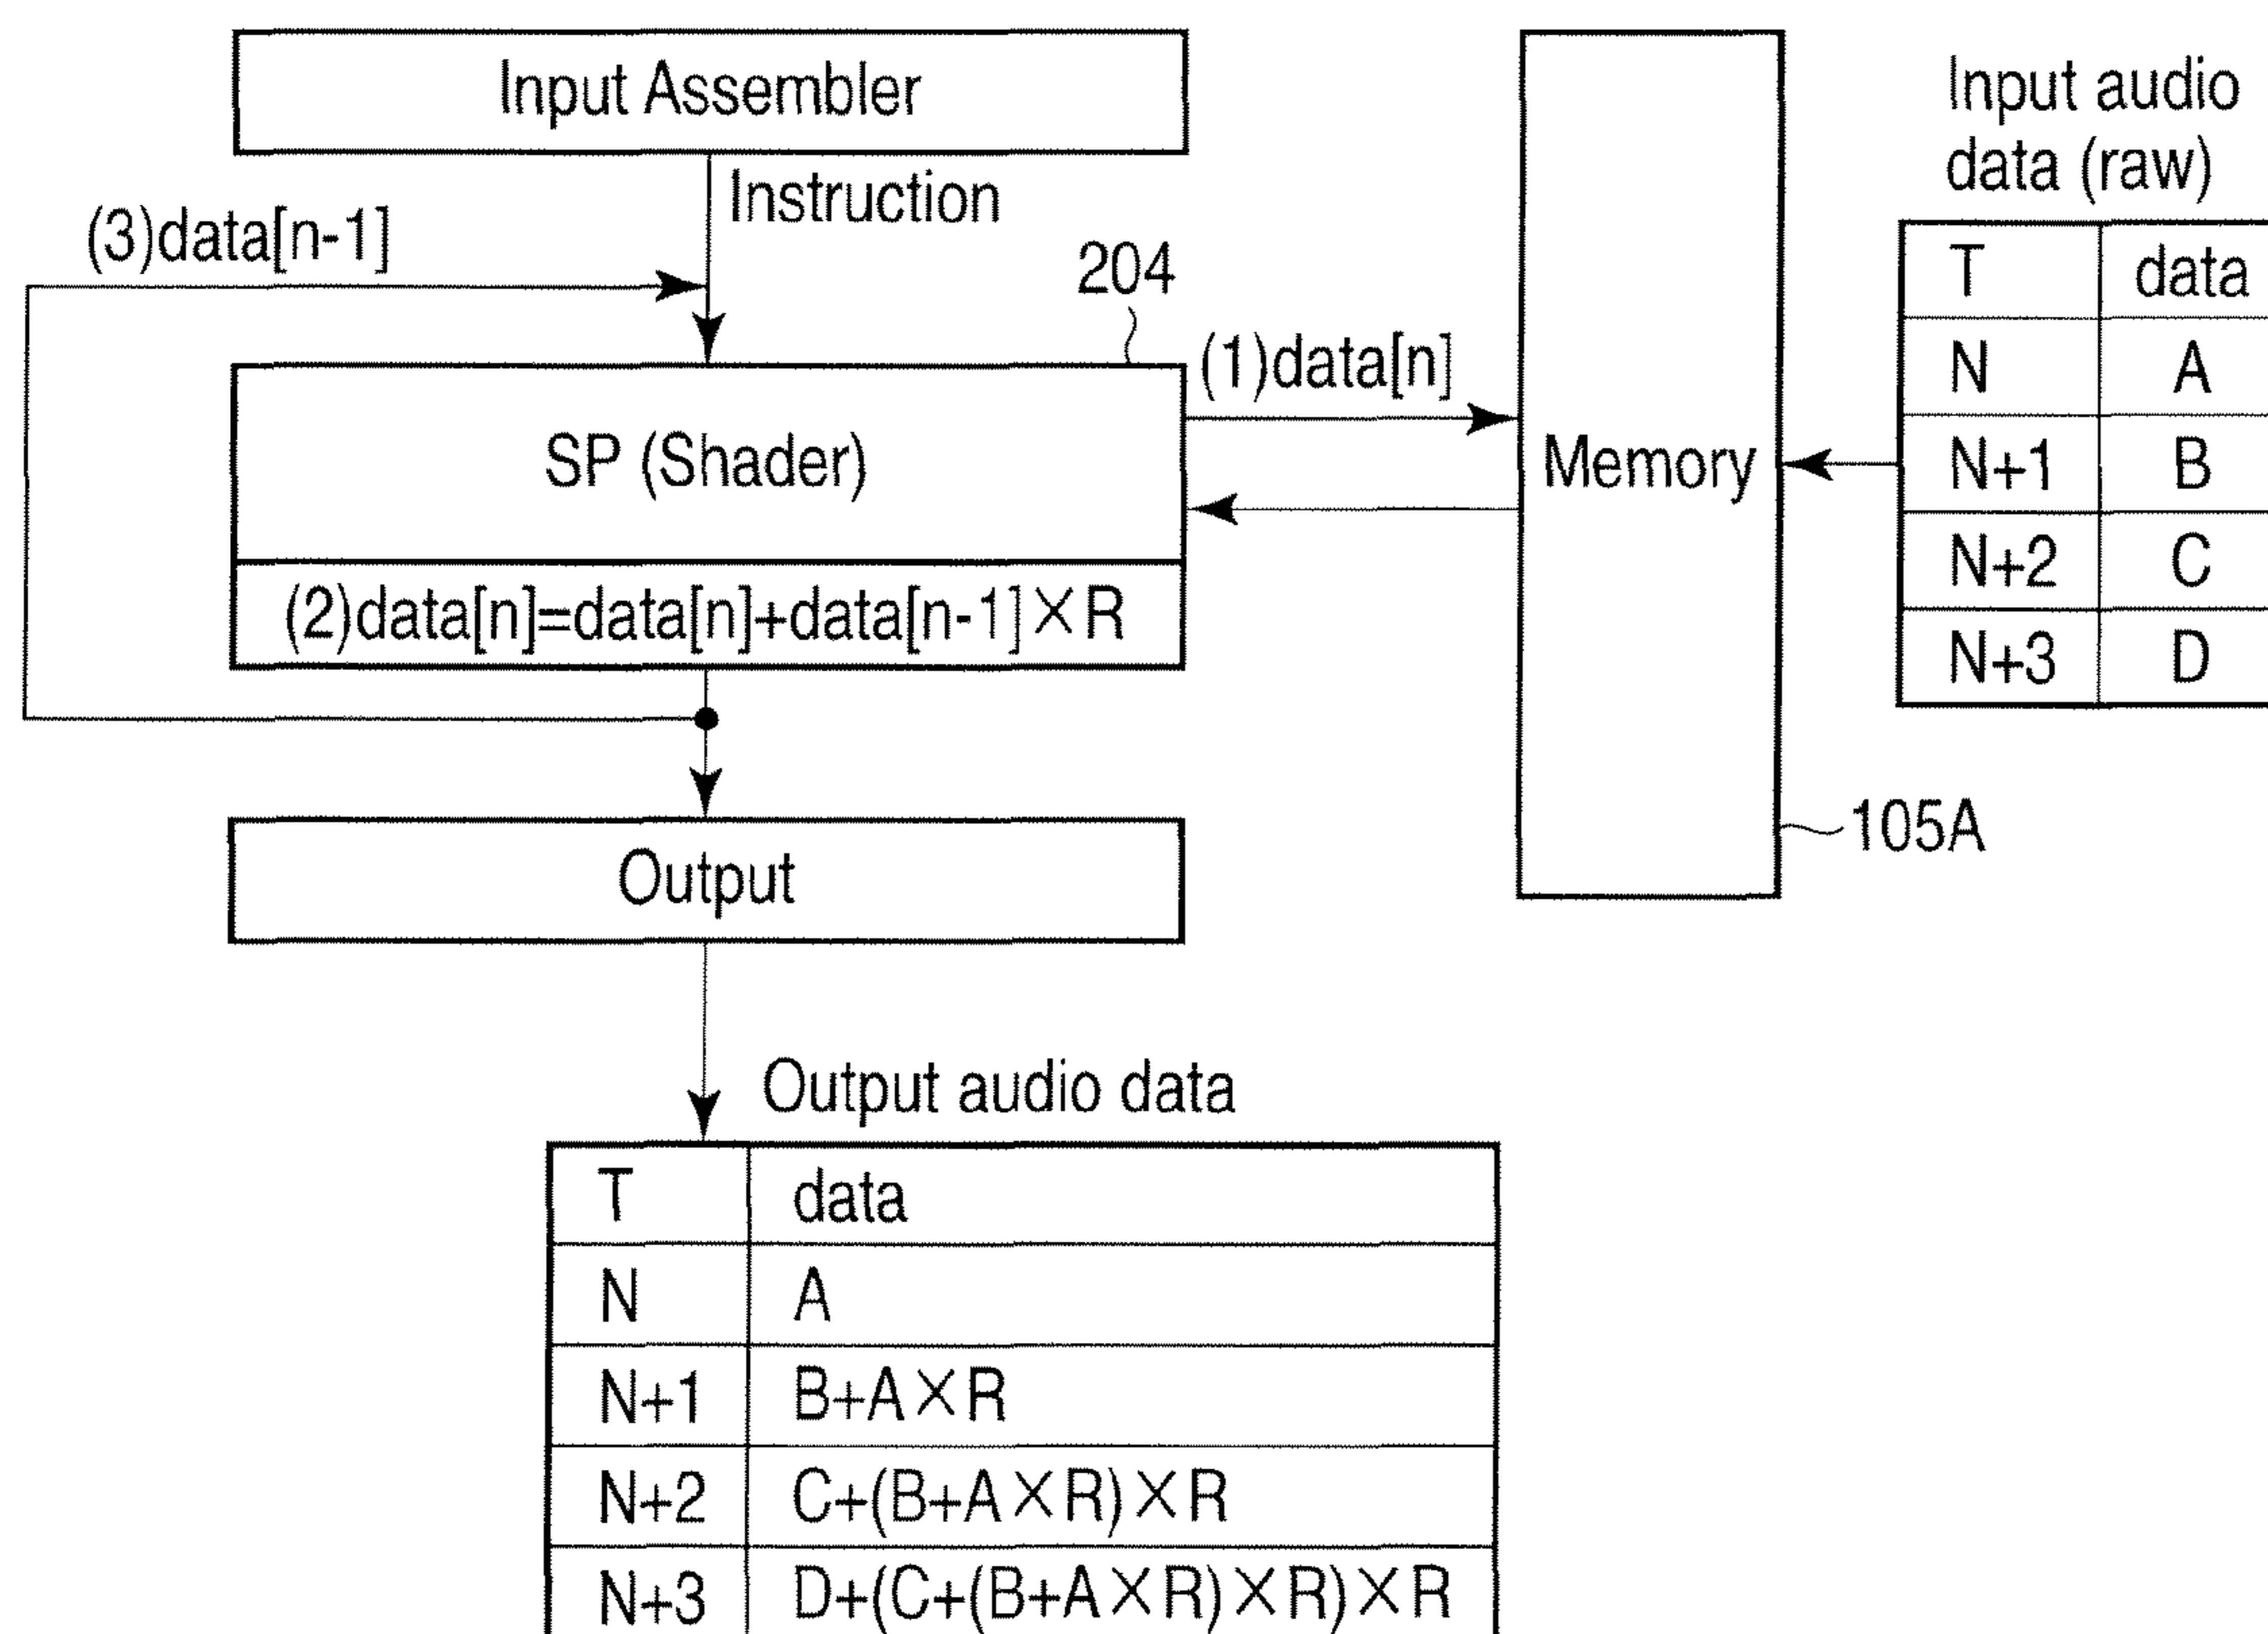 Input Assembler
Instruction
(3)data[n-1]
204
SP (Shader)
(1)data[n]
(2)data[n]=data[n]+data[n-1]×R
Memory
105A
Input audio
data (raw)
T data
N A
N+1 B
N+2 C
N+3 D
Output
Output audio data
T data
N A
N+1 B+A×R
N+2 C+(B+A×R)×R
N+3 D+(C+(B+A×R)×R)×R